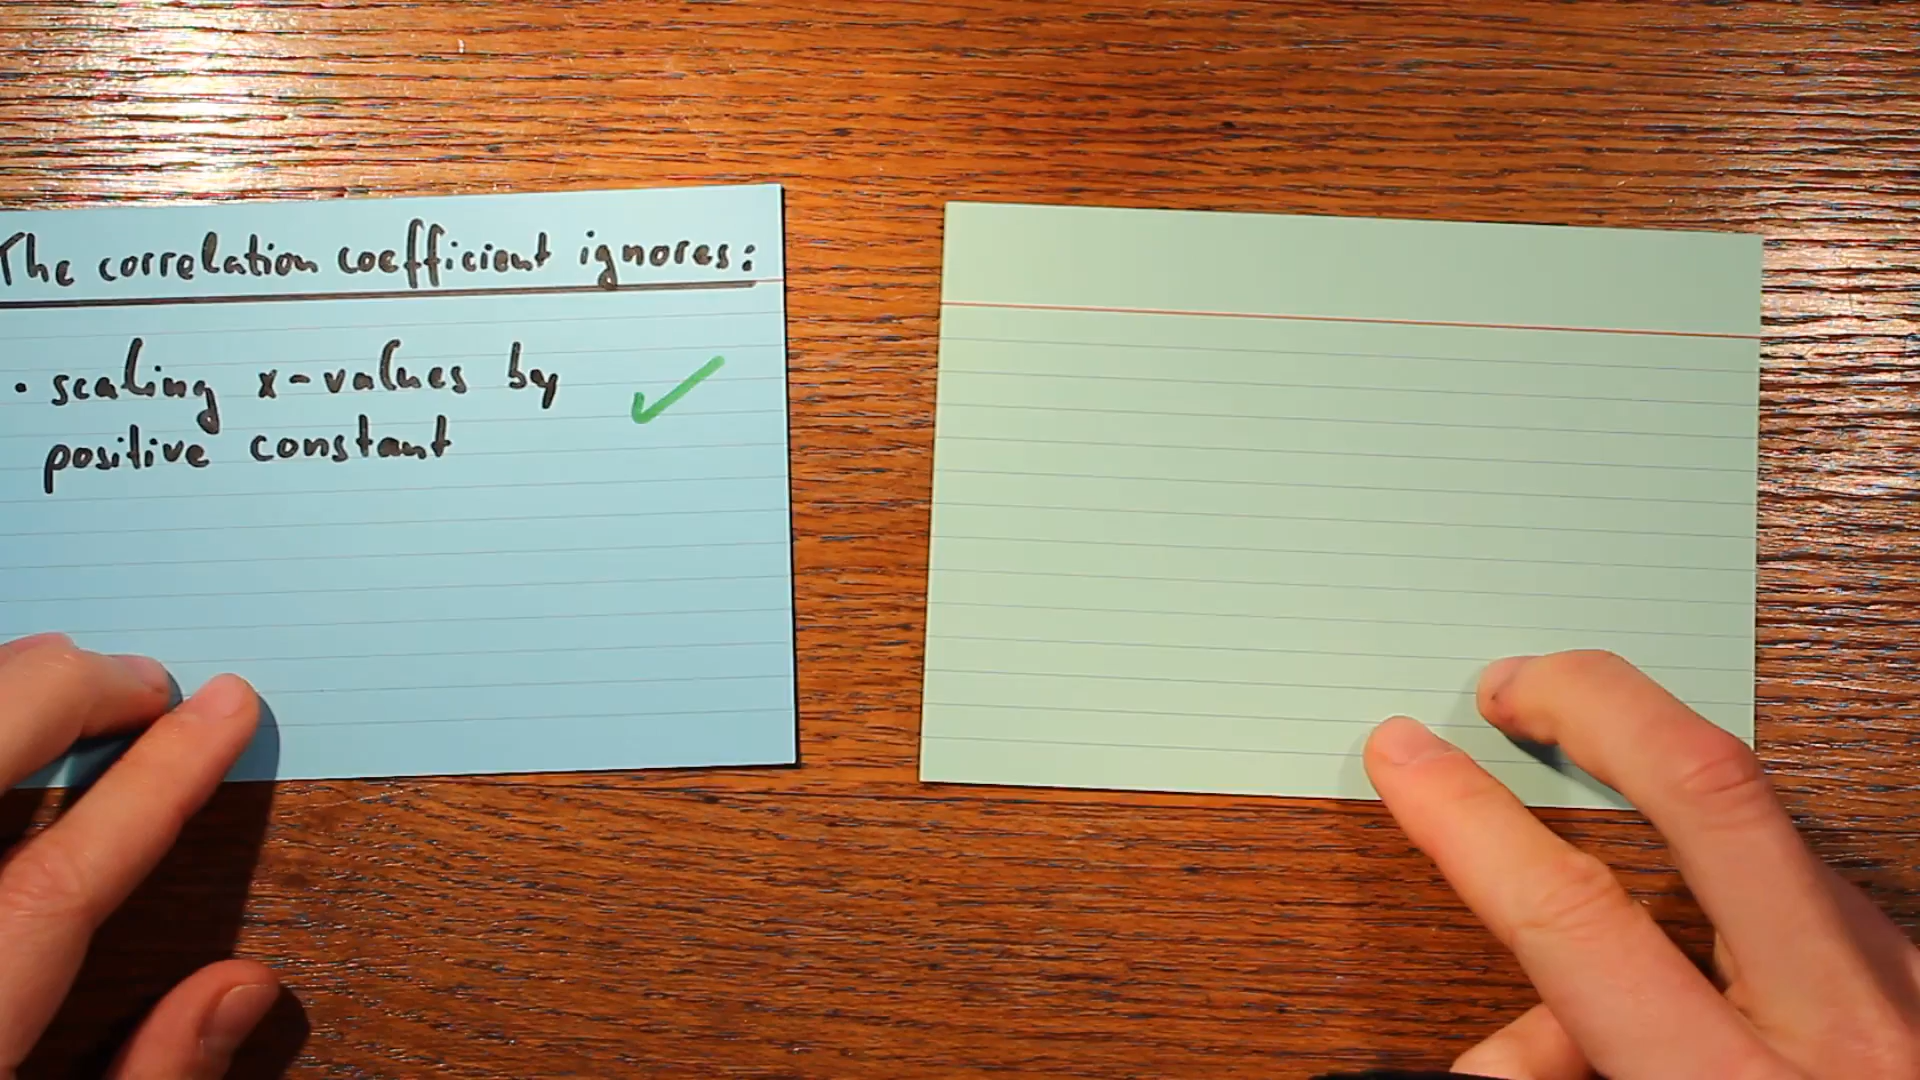 The correlation coefficient ignores:
• scaling x-values by
positive constant